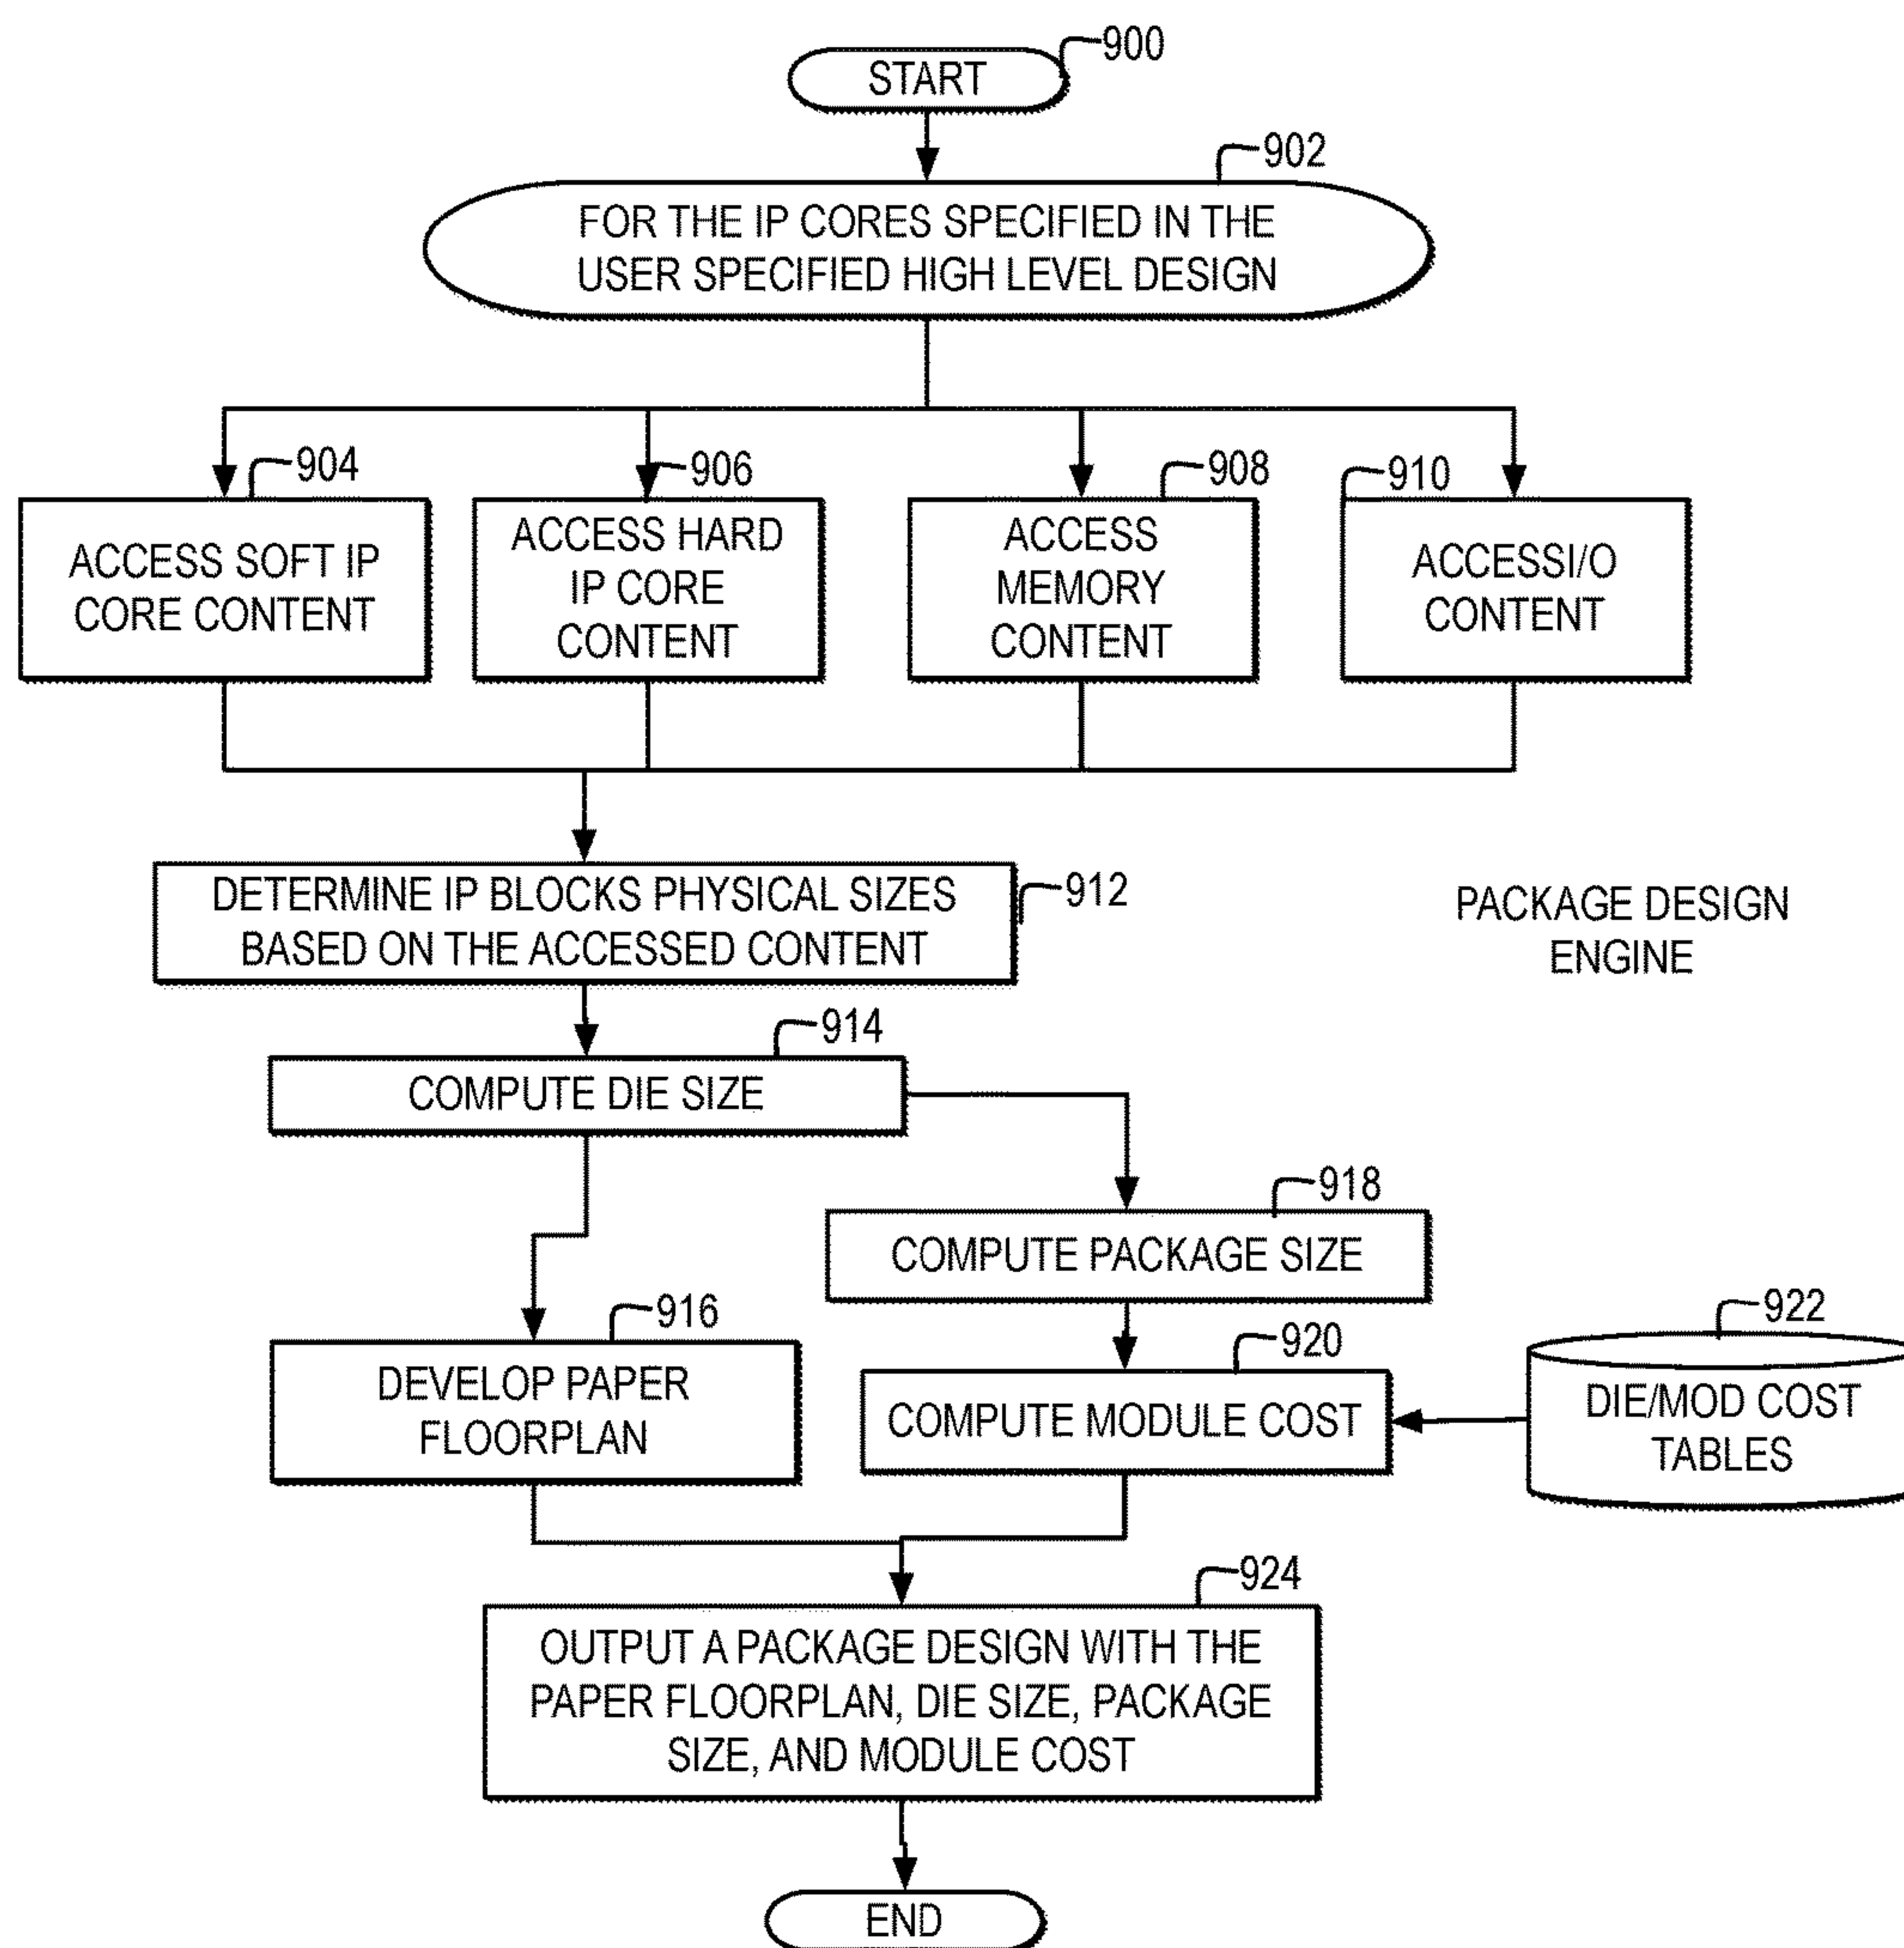 900
START
902
FOR THE IP CORES SPECIFIED IN THE
USER SPECIFIED HIGH LEVEL DESIGN
904
ACCESS SOFT IP
CORE CONTENT
906
ACCESS HARD
IP CORE
CONTENT
908
ACCESS
MEMORY
CONTENT
910
ACCESSI/O
CONTENT
DETERMINE IP BLOCKS PHYSICAL SIZES
BASED ON THE ACCESSED CONTENT
912
PACKAGE DESIGN
ENGINE
914
COMPUTE DIE SIZE
918
COMPUTE PACKAGE SIZE
916
DEVELOP PAPER
FLOORPLAN
920
COMPUTE MODULE COST
922
DIE/MOD COST
TABLES
924
OUTPUT A PACKAGE DESIGN WITH THE
PAPER FLOORPLAN, DIE SIZE, PACKAGE
SIZE, AND MODULE COST
END